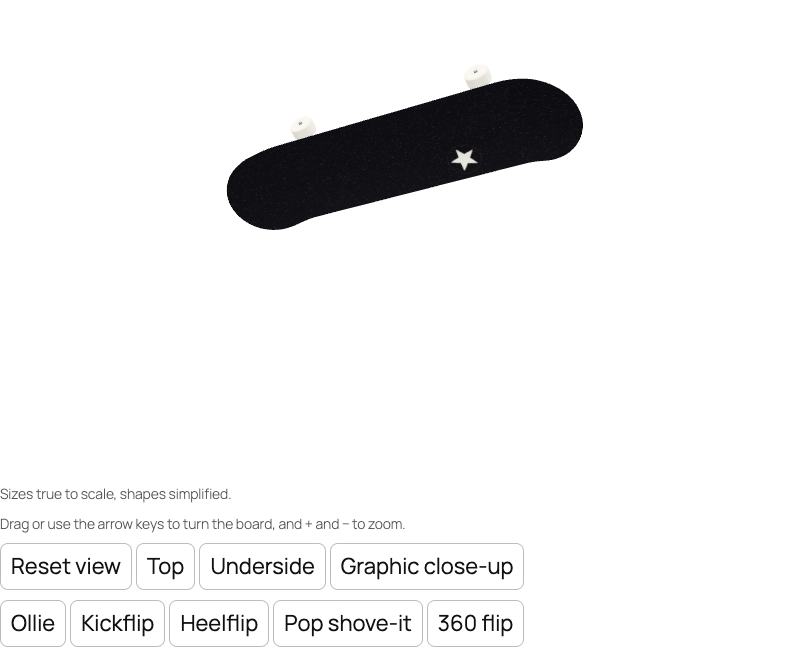 Sizes true to scale, shapes simplified.
Drag or use the arrow keys to turn the board, and + and − to zoom.
Reset view
Top
Underside
Graphic close-up
Ollie
Kickflip
Heelflip
Pop shove-it
360 flip